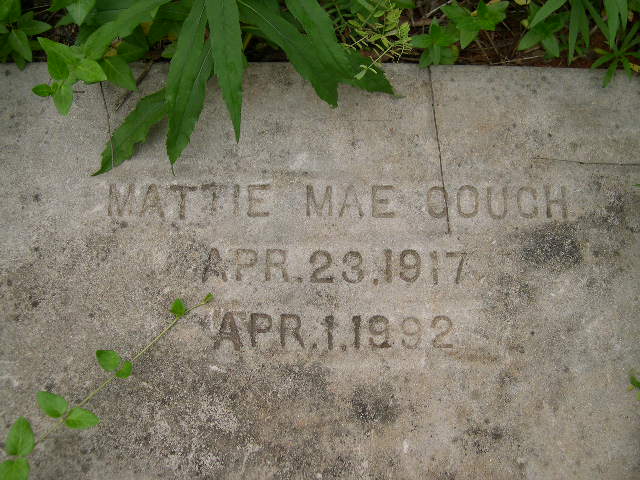 MATTIE MAE COUCH
APR. 23, 1917
APR. 1, 1992